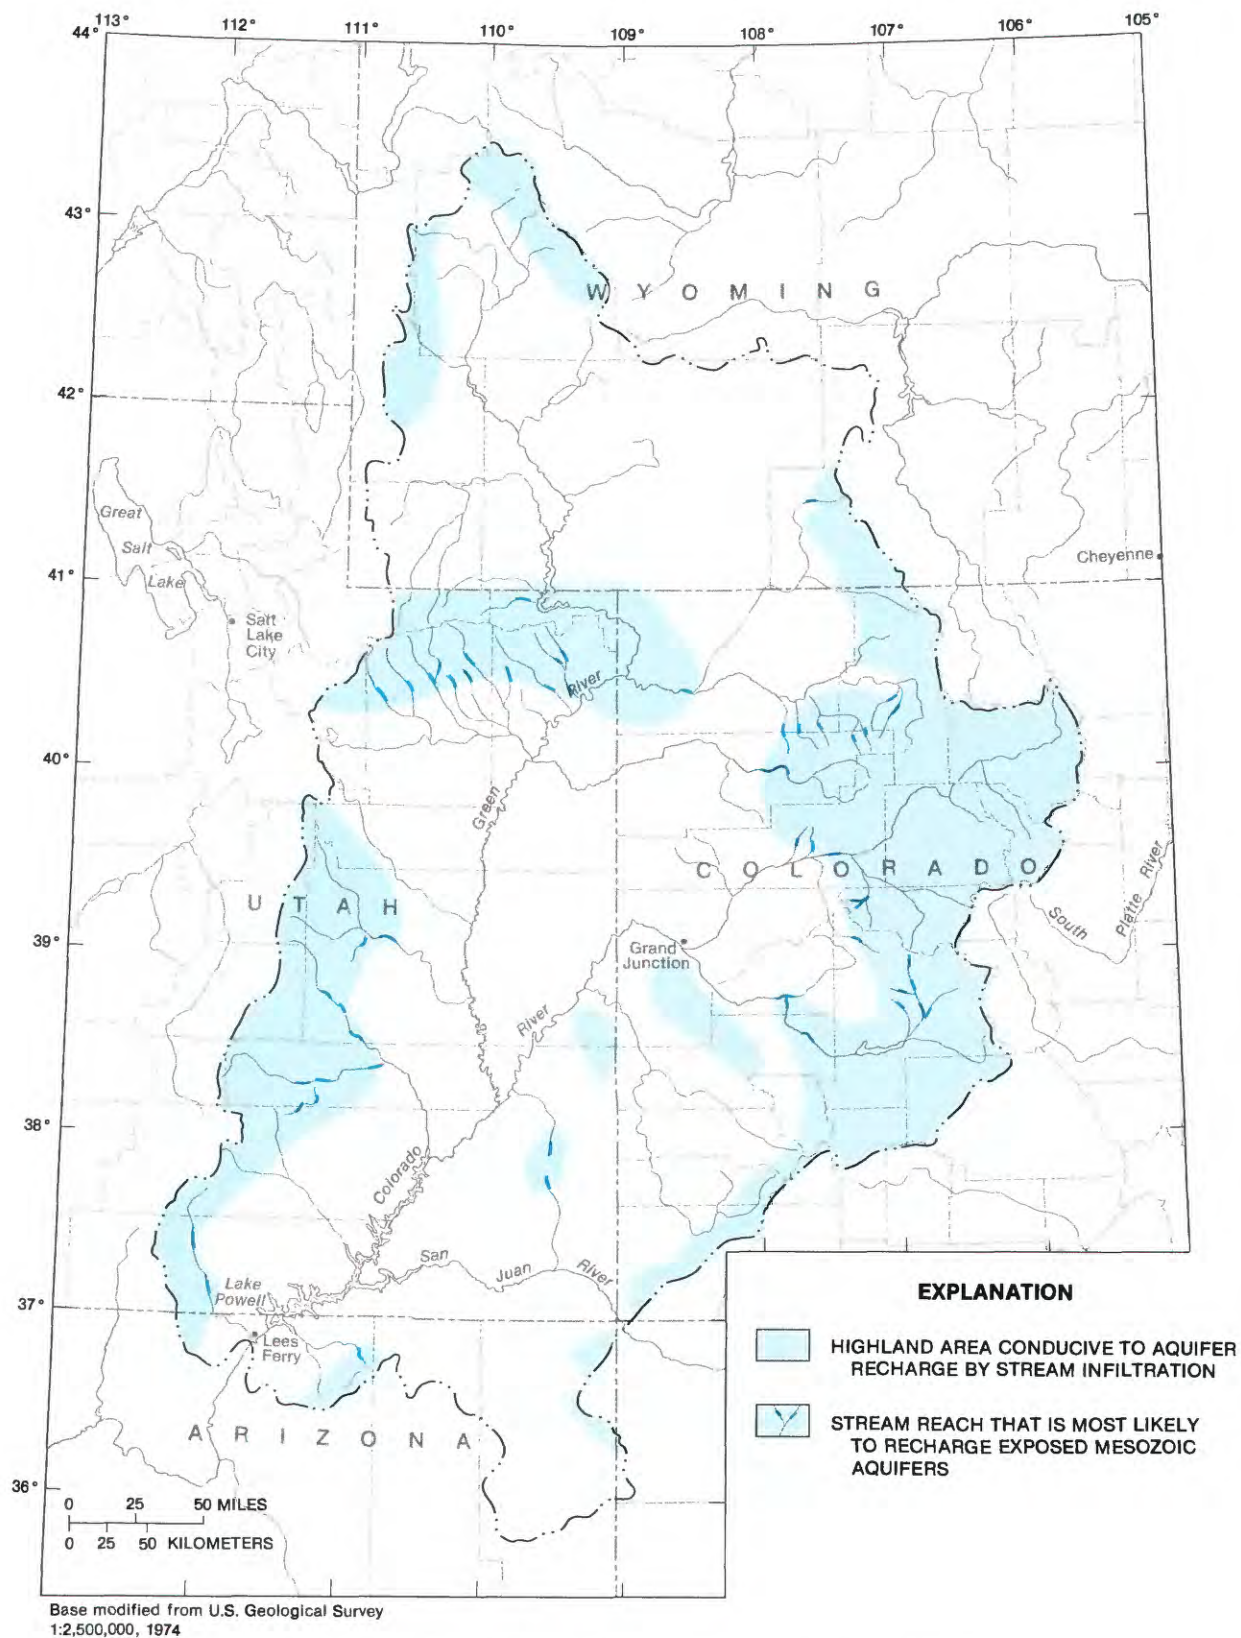 113° 112° 111° 110° 109° 108° 107° 106° 105°
44°
43°
WYOMING
42°
Great
Salt
Lake
Cheyenne
41°
Salt
Lake
City
River
40°
Green
COLORADO
South
Platte River
UTAH
39°
Grand
Junction
River
38°
Colorado
San
Juan
River
Lake
Powell
37°
Lees
Ferry
ARIZONA
36°
0 25 50 MILES
0 25 50 KILOMETERS
EXPLANATION
HIGHLAND AREA CONDUCIVE TO AQUIFER
RECHARGE BY STREAM INFILTRATION
STREAM REACH THAT IS MOST LIKELY
TO RECHARGE EXPOSED MESOZOIC
AQUIFERS
Base modified from U.S. Geological Survey
1:2,500,000, 1974